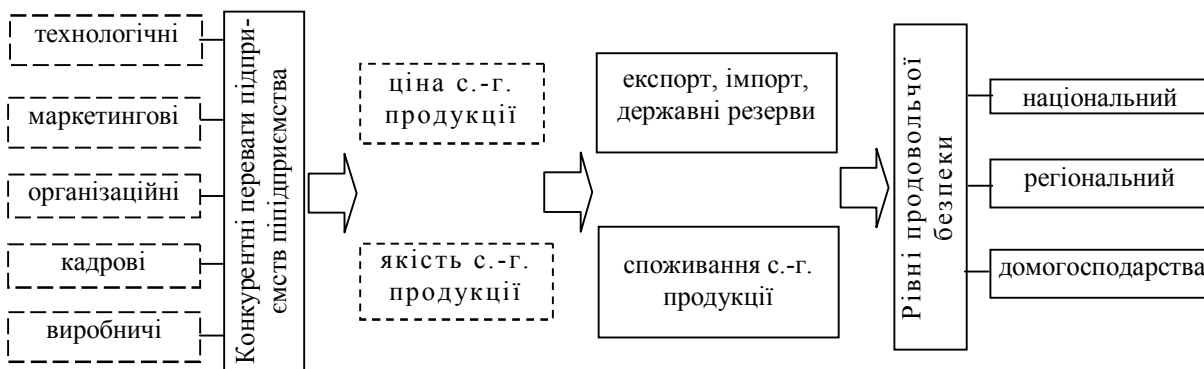 технологічні
маркетингові
організаційні
кадрові
виробничі
Конкурентні переваги підпри-
ємств піпідприємства
ціна с.-г.
продукції
якість с.-г.
продукції
експорт, імпорт,
державні резерви
споживання с.-г.
продукції
Рівні продовольчої
безпеки
національний
регіональний
домогосподарства